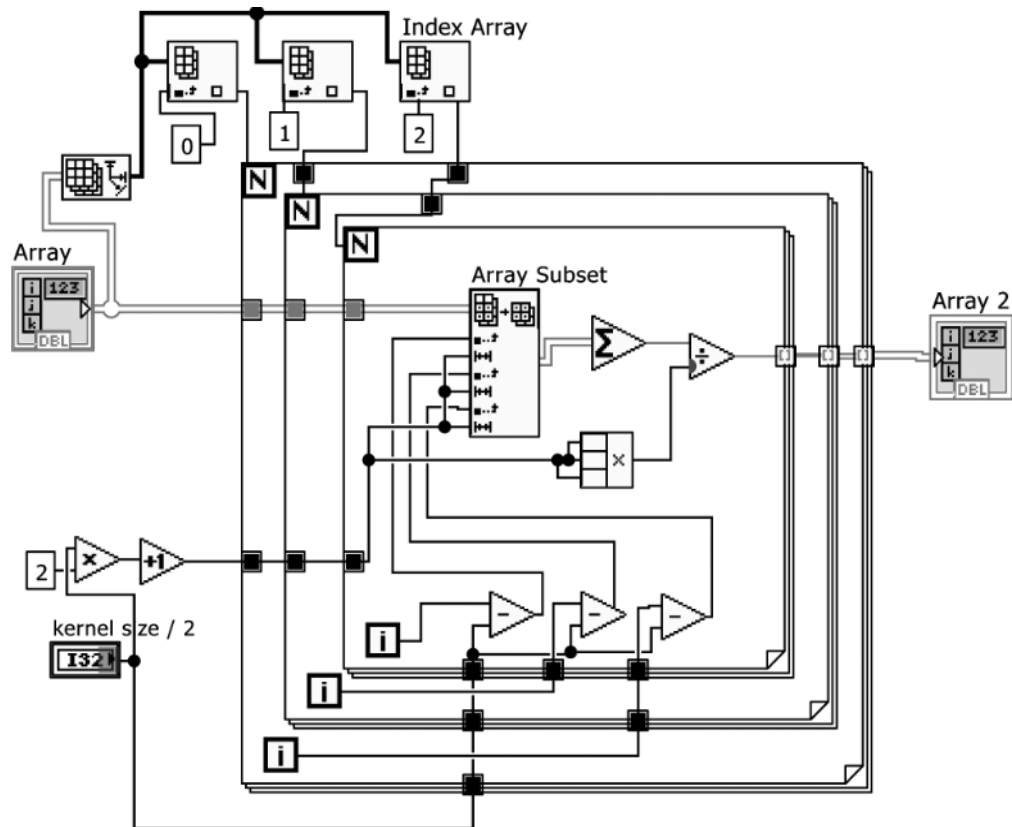 Index Array
0
1
2
N
N
N
Array
i
j
k
123
DBL
Array Subset
Σ
÷
Array 2
i
j
k
123
DBL
×
2
×
+1
kernel size / 2
I32
i
-
-
-
i
i